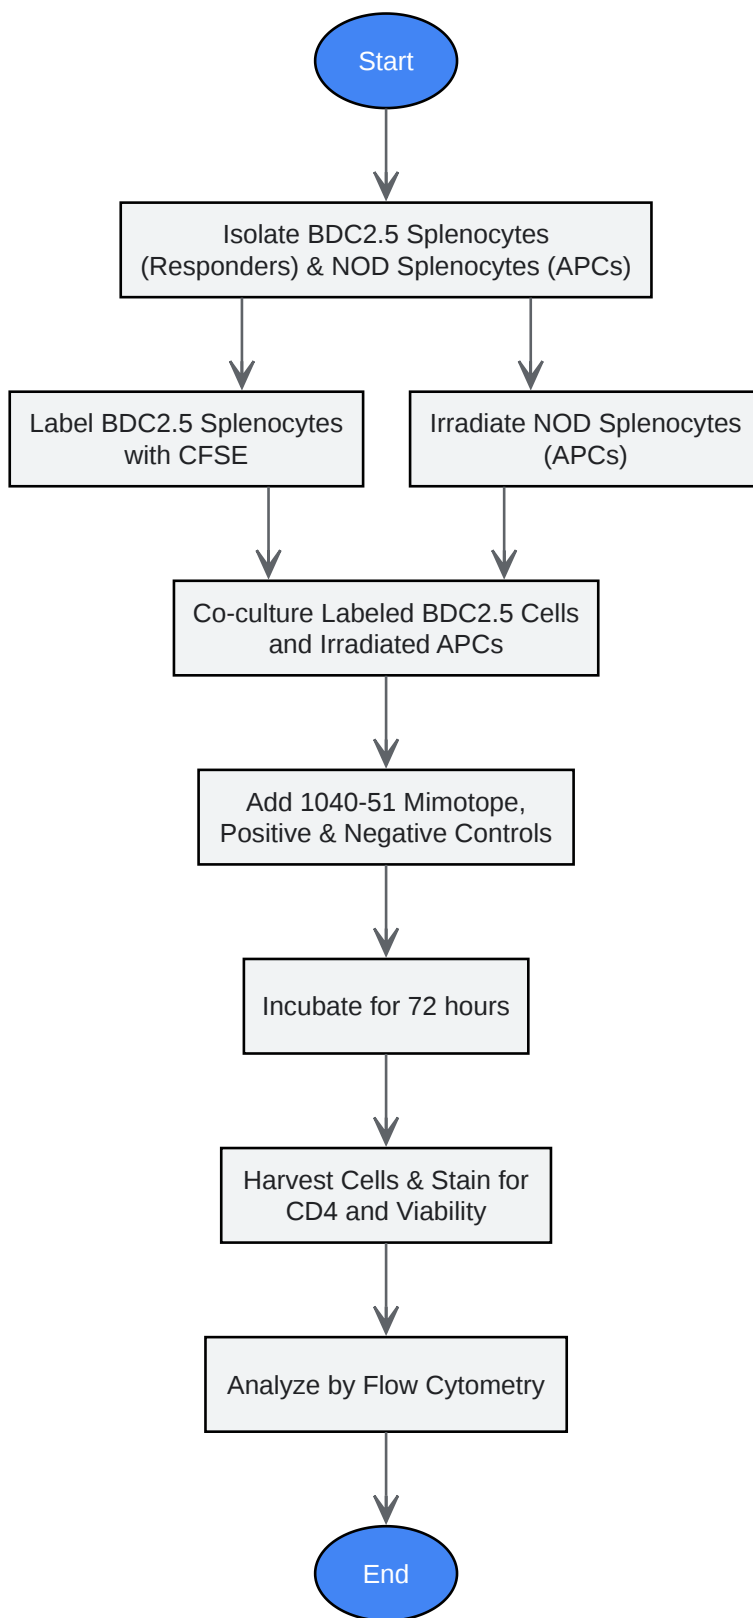 Start
Isolate BDC2.5 Splenocytes
(Responders) & NOD Splenocytes (APCs)
Label BDC2.5 Splenocytes
with CFSE
Irradiate NOD Splenocytes
(APCs)
Co-culture Labeled BDC2.5 Cells
and Irradiated APCs
Add 1040-51 Mimotope,
Positive & Negative Controls
Incubate for 72 hours
Harvest Cells & Stain for
CD4 and Viability
Analyze by Flow Cytometry
End